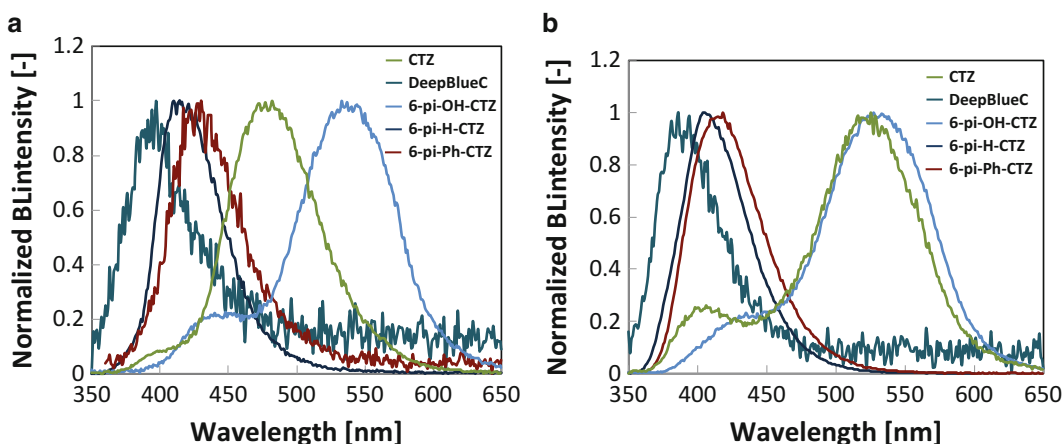 a
Normalized BLintensity [-]
1.2
1
0.8
0.6
0.4
0.2
0
350 400 450 500 550 600 650
Wavelength [nm]
CTZ
DeepBlueC
6-pi-OH-CTZ
6-pi-H-CTZ
6-pi-Ph-CTZ
b
Normalized BLintensity [-]
1.2
1
0.8
0.6
0.4
0.2
0
350 400 450 500 550 600 650
Wavelength [nm]
CTZ
DeepBlueC
6-pi-OH-CTZ
6-pi-H-CTZ
6-pi-Ph-CTZ